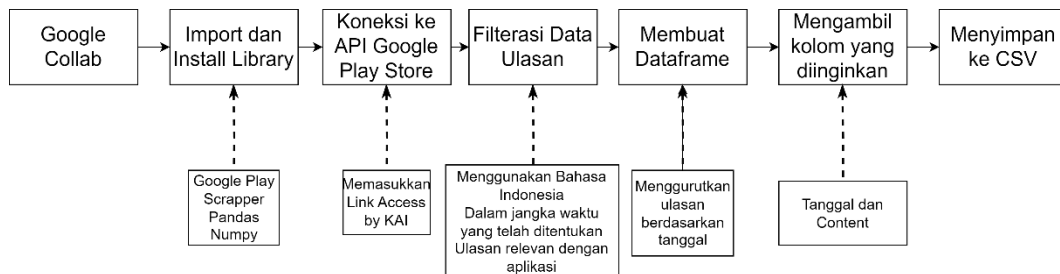 Google
Collab
Import dan
Install Library
Koneksi ke
API Google
Play Store
Filterasi Data
Ulasan
Membuat
Dataframe
Mengambil
kolom yang
diinginkan
Menyimpan
ke CSV
Google Play
Scrapper
Pandas
Numpy
Memasukkan
Link Access
by KAI
Menggunakan Bahasa
Indonesia
Dalam jangka waktu
yang telah ditentukan
Ulasan relevan dengan
aplikasi
Menggurutkan
ulasan
berdasarkan
tanggal
Tanggal dan
Content